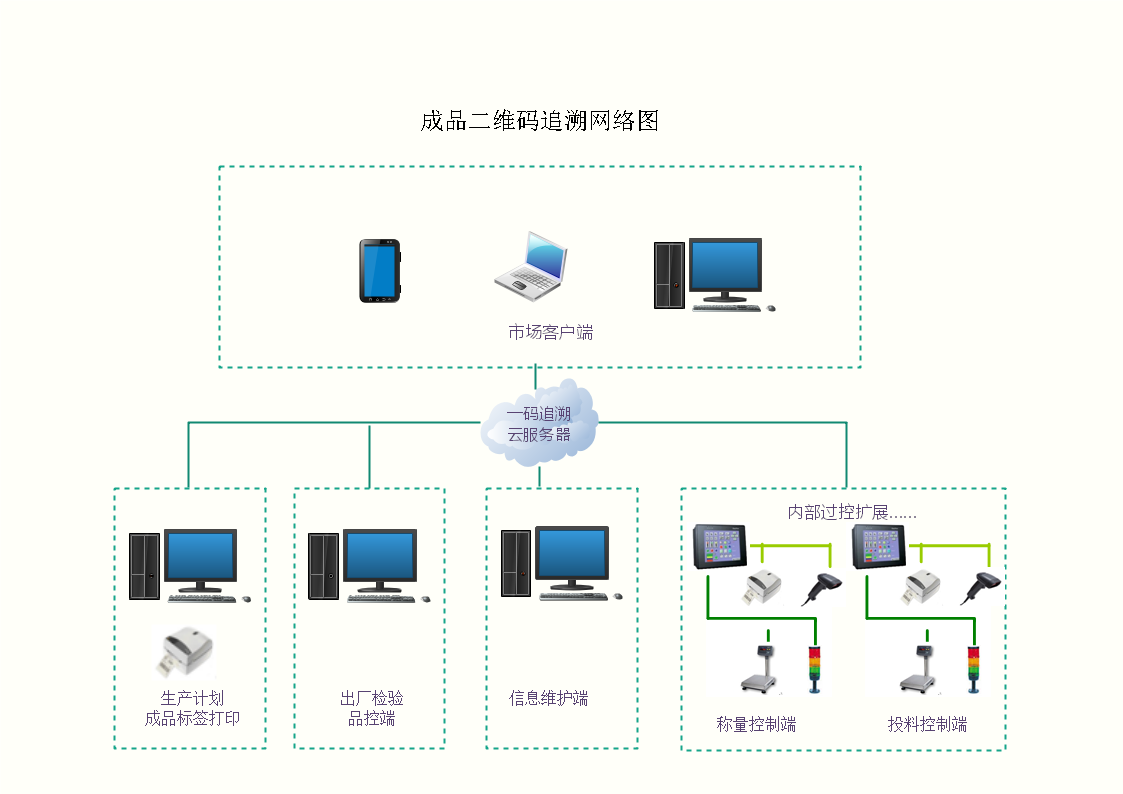 成品二维码追溯网络图
市场客户端
一码追溯
云服务器
内部过控扩展......
生产计划
成品标签打印
出厂检验
品控端
信息维护端
称量控制端
投料控制端